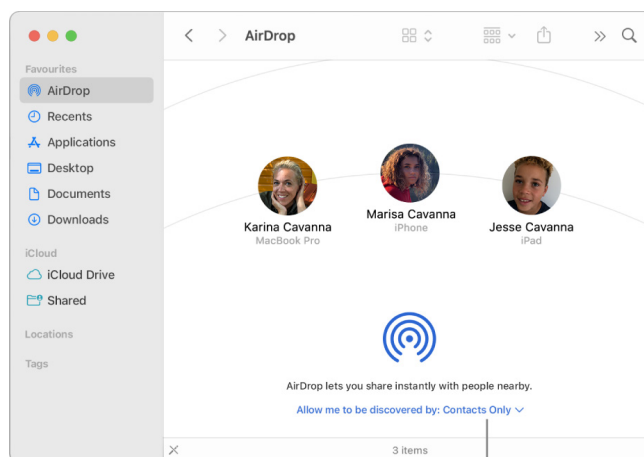 AirDrop
Favourites
AirDrop
Recents
Applications
Desktop
Documents
Downloads
iCloud
iCloud Drive
Shared
Locations
Tags
Karina Cavanna
MacBook Pro
Marisa Cavanna
iPhone
Jesse Cavanna
iPad
AirDrop lets you share instantly with people nearby.
Allow me to be discovered by: Contacts Only
3 items